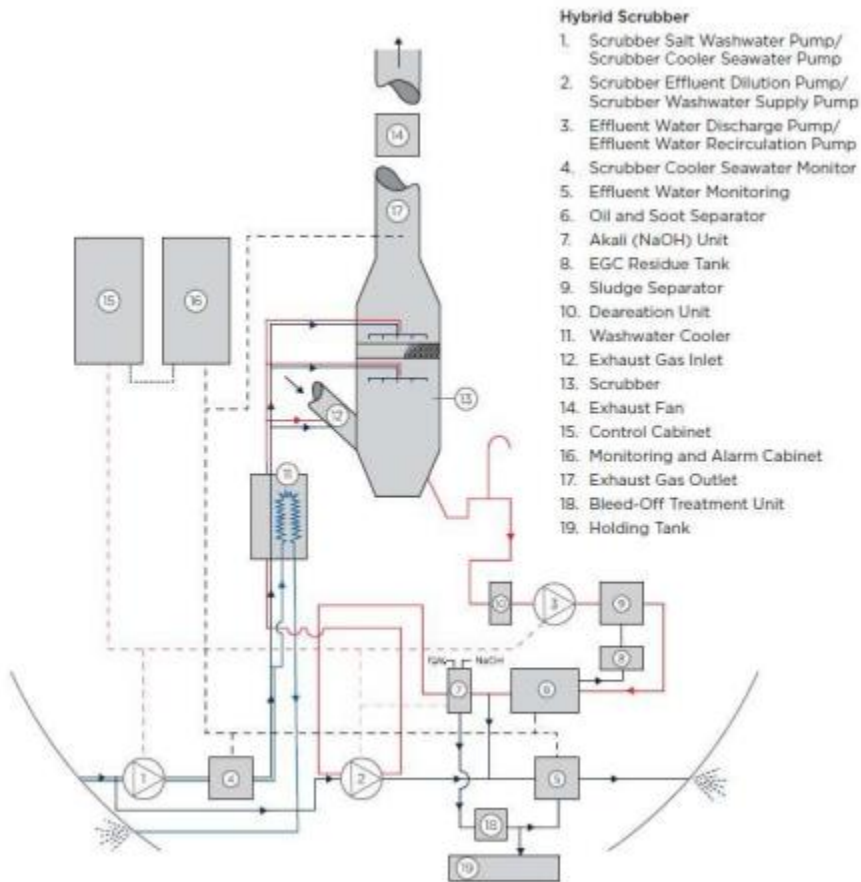 Hybrid Scrubber
1. Scrubber Salt Washwater Pump/
Scrubber Cooler Seawater Pump
2. Scrubber Effluent Dilution Pump/
Scrubber Washwater Supply Pump
3. Effluent Water Discharge Pump/
Effluent Water Recirculation Pump
4. Scrubber Cooler Seawater Monitor
5. Effluent Water Monitoring
6. Oil and Soot Separator
7. Akali (NaOH) Unit
8. EGC Residue Tank
9. Sludge Separator
10. Deareation Unit
11. Washwater Cooler
12. Exhaust Gas Inlet
13. Scrubber
14. Exhaust Fan
15. Control Cabinet
16. Monitoring and Alarm Cabinet
17. Exhaust Gas Outlet
18. Bleed-Off Treatment Unit
19. Holding Tank
14
17
15
16
13
12
11
10
3
9
8
NaOH
7
6
1
4
2
5
18
19